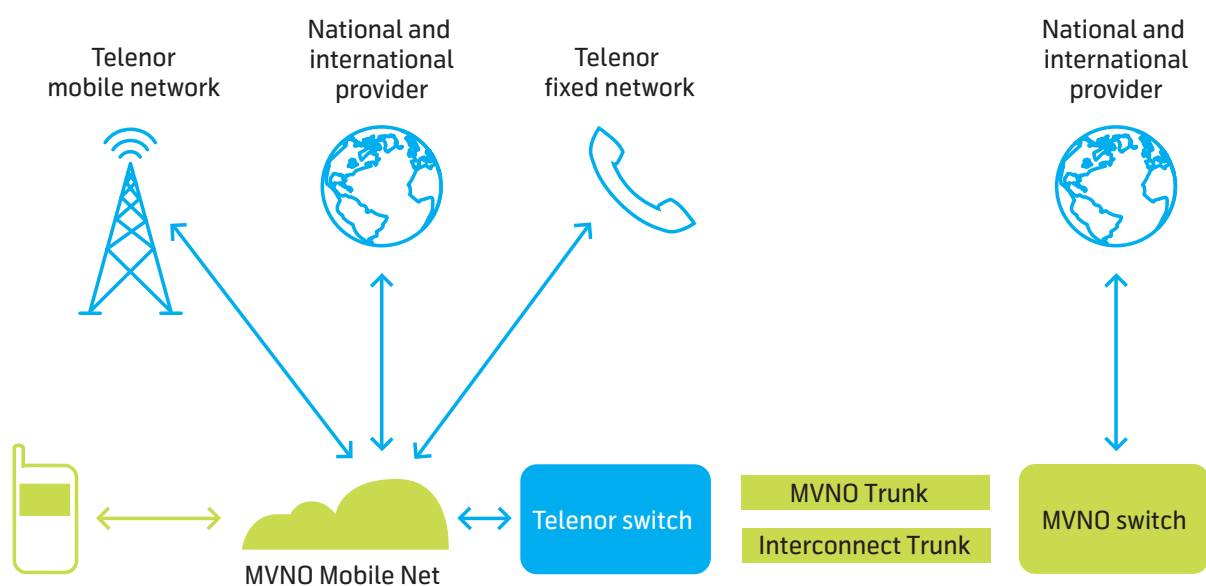 Telenor
mobile network
National and
international
provider
Telenor
fixed network
National and
international
provider
MVNO Mobile Net
Telenor switch
MVNO Trunk
Interconnect Trunk
MVNO switch